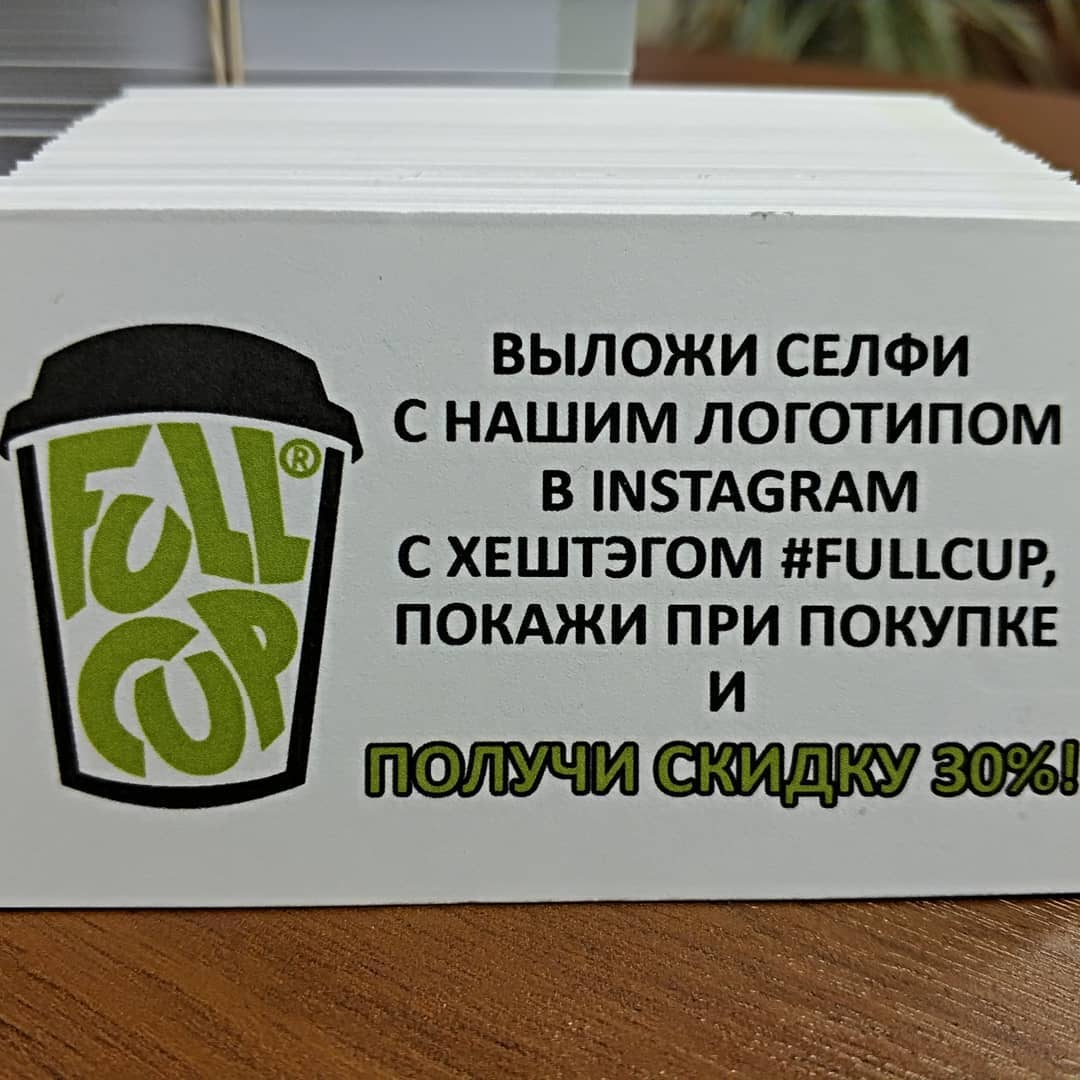 FULL®
CUP
ВЫЛОЖИ СЕЛФИ
С НАШИМ ЛОГОТИПОМ
В INSTAGRAM
С ХЕШТЭГОМ #FULLCUP,
ПОКАЖИ ПРИ ПОКУПКЕ
И
ПОЛУЧИ СКИДКУ 30%!